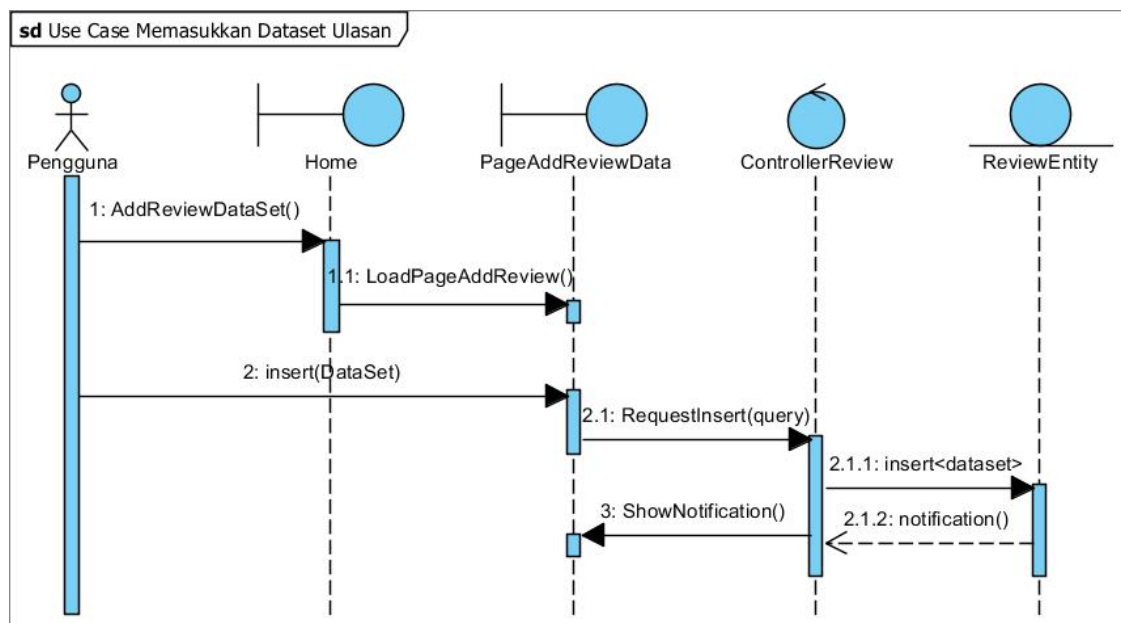 sd Use Case Memasukkan Dataset Ulasan
Pengguna
Home
PageAddReviewData
ControllerReview
ReviewEntity
1: AddReviewDataSet()
1.1: LoadPageAddReview()
2: insert(DataSet)
2.1: RequestInsert(query)
2.1.1: insert<dataset>
3: ShowNotification()
2.1.2: notification()